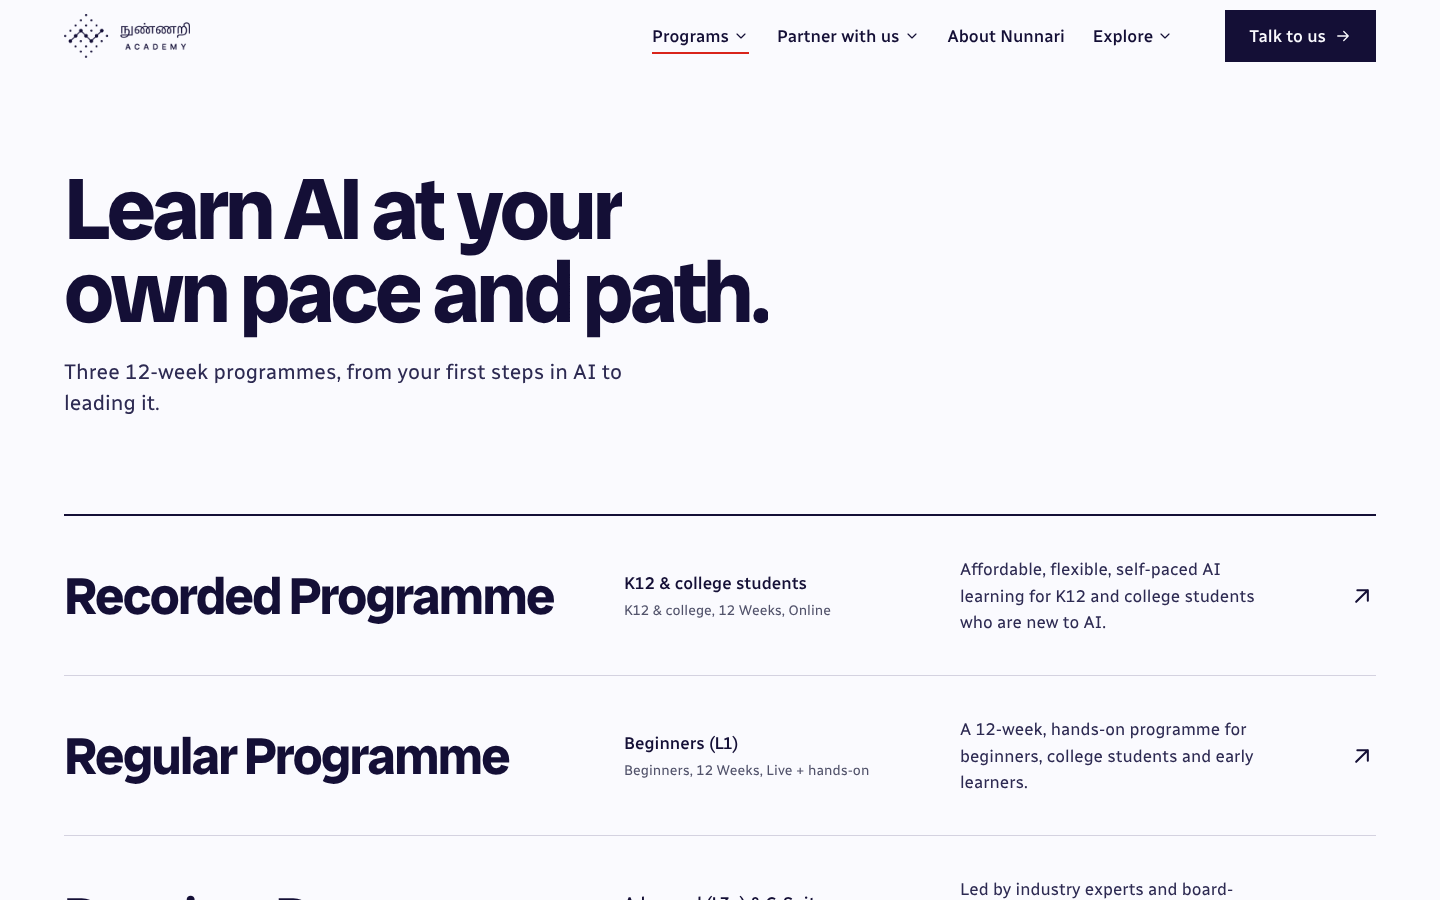 நுண்ணறி
ACADEMY
Programs
Partner with us
About Nunnari
Explore
Talk to us →
Learn AI at your
own pace and path.
Three 12-week programmes, from your first steps in AI to
leading it.
Recorded Programme
K12 & college students
K12 & college, 12 Weeks, Online
Affordable, flexible, self-paced AI
learning for K12 and college students
who are new to AI.
Regular Programme
Beginners (L1)
Beginners, 12 Weeks, Live + hands-on
A 12-week, hands-on programme for
beginners, college students and early
learners.
Led by industry experts and board-